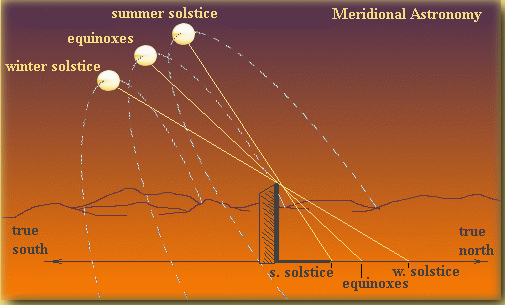 summer solstice
Meridional Astronomy
equinoxes
winter solstice
true
south
true
north
s. solstice
w. solstice
equinoxes